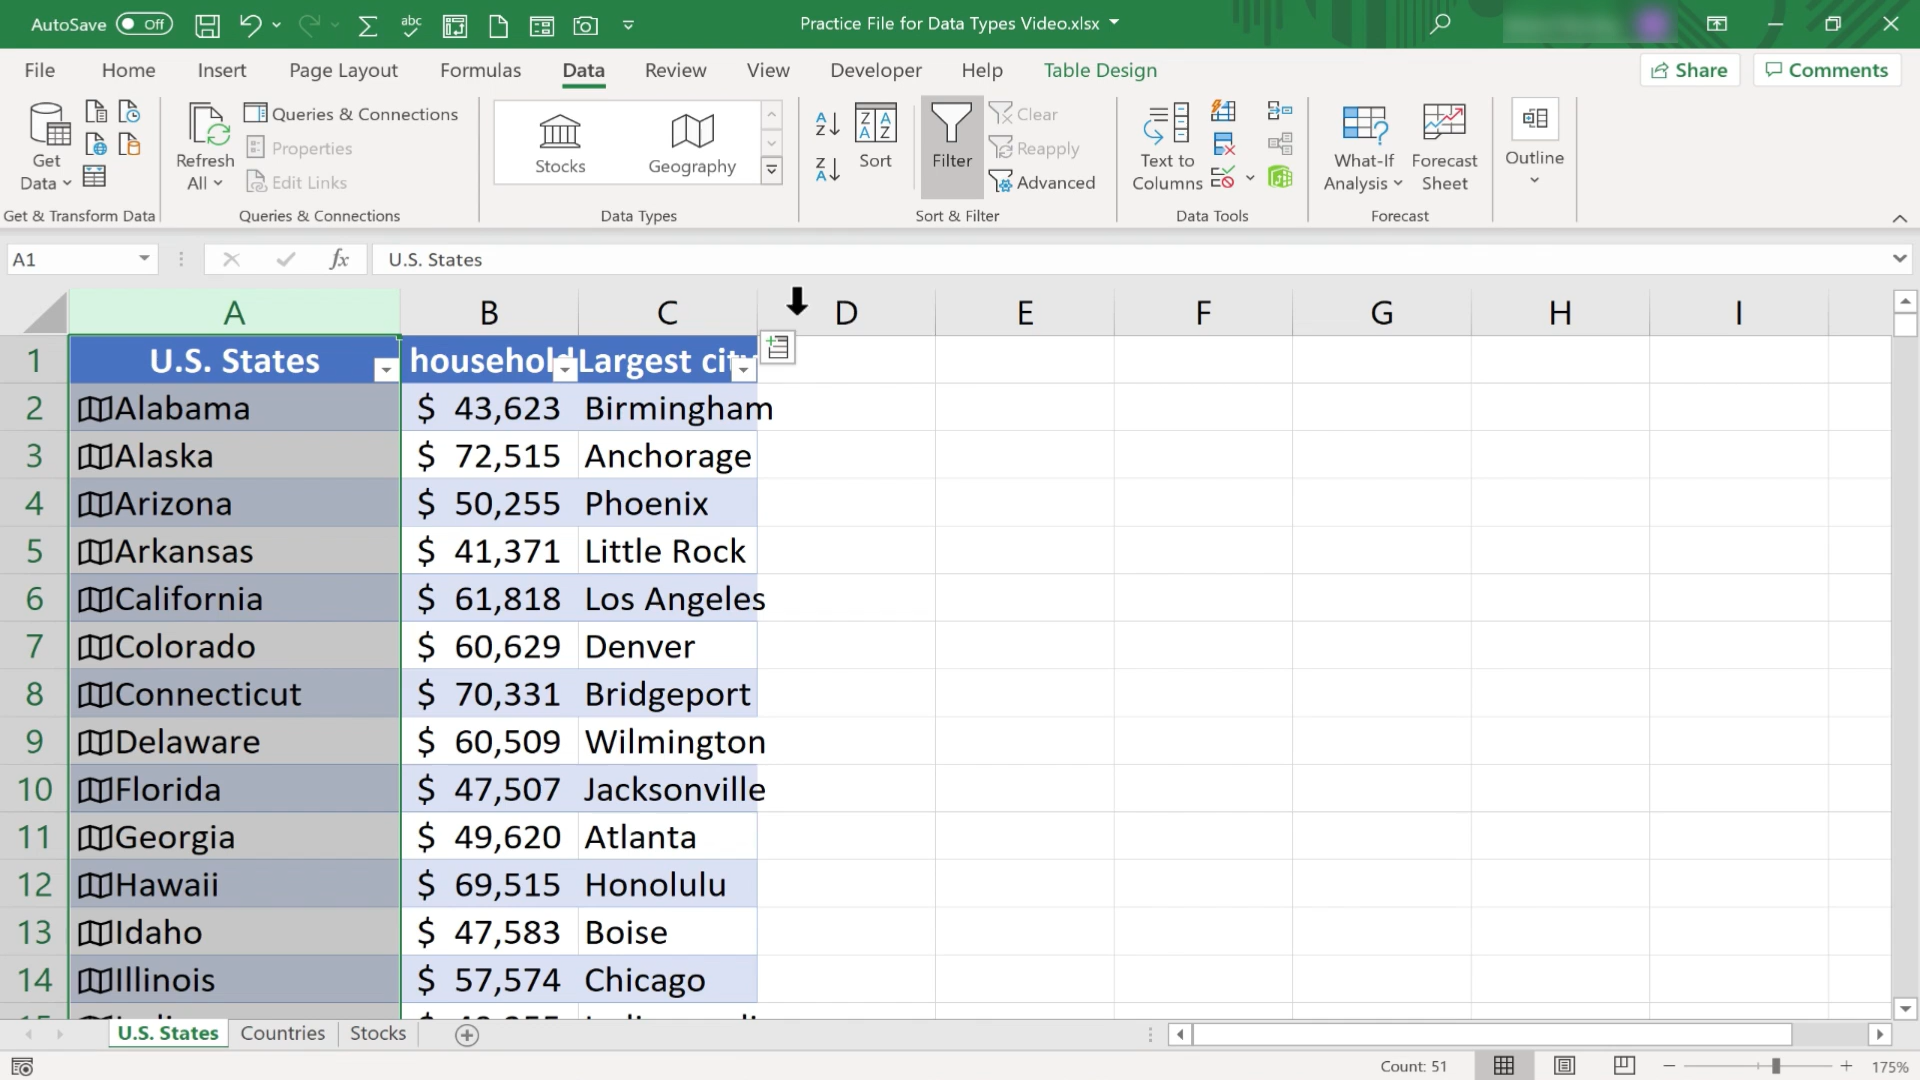 AutoSave Off
abc
Practice File for Data Types Video.xlsx
File Home Insert Page Layout Formulas Data Review View Developer Help Table Design
Share Comments
Get Data
Refresh All
Queries & Connections
Properties
Edit Links
Stocks
Geography
Sort
Filter
Clear
Reapply
Advanced
Text to Columns
What-If Analysis
Forecast Sheet
Outline
Get & Transform Data
Queries & Connections
Data Types
Sort & Filter
Data Tools
Forecast
A1
fx
U.S. States
A B C D E F G H I
1 U.S. States household Largest city
2 Alabama $ 43,623 Birmingham
3 Alaska $ 72,515 Anchorage
4 Arizona $ 50,255 Phoenix
5 Arkansas $ 41,371 Little Rock
6 California $ 61,818 Los Angeles
7 Colorado $ 60,629 Denver
8 Connecticut $ 70,331 Bridgeport
9 Delaware $ 60,509 Wilmington
10 Florida $ 47,507 Jacksonville
11 Georgia $ 49,620 Atlanta
12 Hawaii $ 69,515 Honolulu
13 Idaho $ 47,583 Boise
14 Illinois $ 57,574 Chicago
U.S. States Countries Stocks
Count: 51
175%